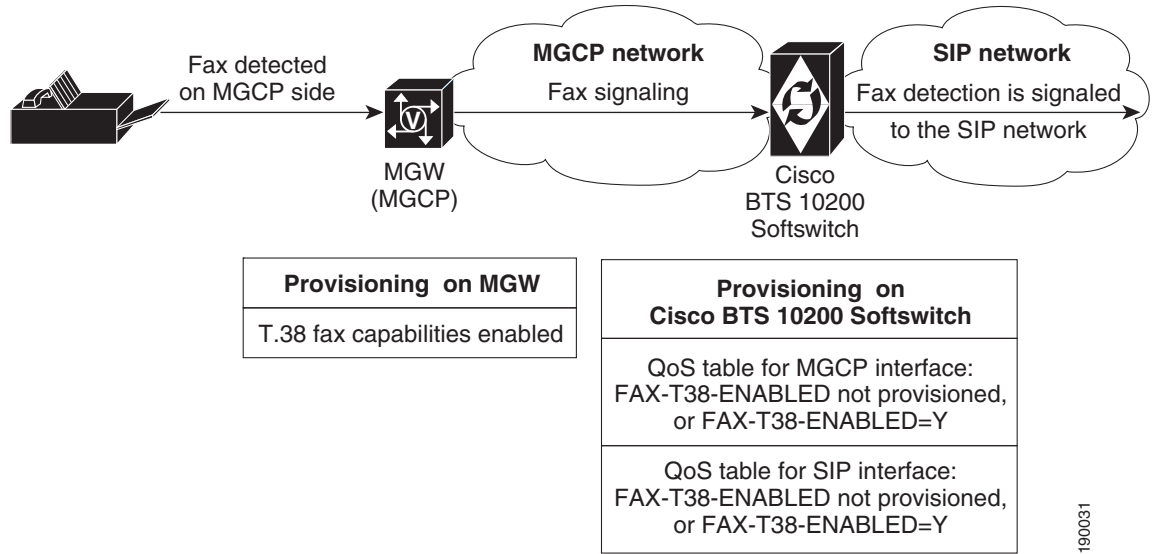 Fax detected
on MGCP side
MGW
(MGCP)
MGCP network
Fax signaling
Cisco
BTS 10200
Softswitch
SIP network
Fax detection is signaled
to the SIP network
Provisioning on MGW
T.38 fax capabilities enabled
Provisioning on
Cisco BTS 10200 Softswitch
QoS table for MGCP interface:
FAX-T38-ENABLED not provisioned,
or FAX-T38-ENABLED=Y
QoS table for SIP interface:
FAX-T38-ENABLED not provisioned,
or FAX-T38-ENABLED=Y
190031
V